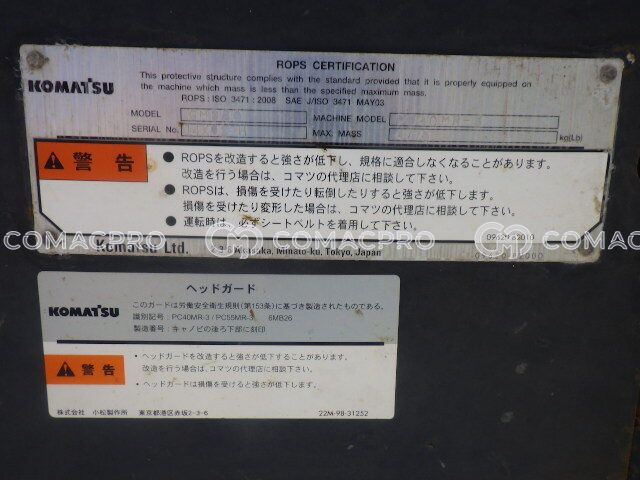 KOMATSU
ROPS CERTIFICATION
This protective structure complies with the standard provided that it is properly equipped on
the machine which mass is less than the specified maximum mass.
ROPS : ISO 3471 : 2008 SAE J/ISO 3471 MAY03
MODEL
MACHINE MODEL
SERIAL No.
MAX. MASS
kg(Lb)
警告
● ROPSを改造すると強さが低下し、規格に適合しなくなることがあります。
改造を行う場合は、コマツの代理店に相談して下さい。
● ROPSは、損傷を受けたり転倒したりすると強さが低下します。
損傷を受けたり変形した場合は、コマツの代理店に相談して下さい。
● 運転時は、必ずシートベルトを着用して下さい。
COMACPRO COMACPRO COMACPRO
Komatsu Ltd.
Minato-ku, Tokyo, Japan
KOMATSU
ヘッドガード
このガードは労働安全衛生規則(第153条)に基づき製造されたものである。
識別記号: PC40MR-3 / PC55MR-3 6MB26
製造番号: キャノピの後ろ下部に刻印
警告
・ヘッドガードを改造すると強さが低下することがあります。
改造を行う場合は、コマツの代理店に相談して下さい。
・ヘッドガードは損傷を受けると強さが低下します。
株式会社 小松製作所 東京都港区赤坂2-3-6
22M-98-31252